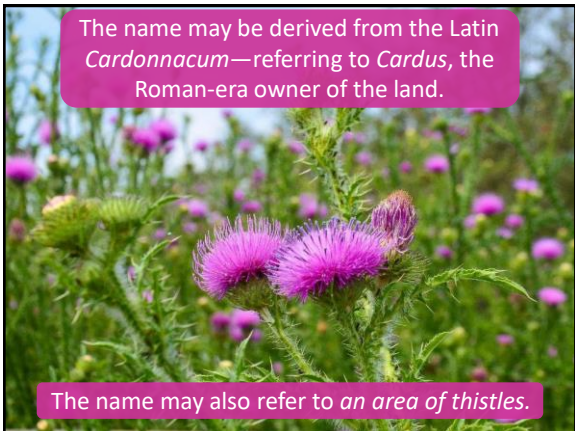 The name may be derived from the Latin
Cardonnacum—referring to Cardus, the
Roman-era owner of the land.
The name may also refer to an area of thistles.